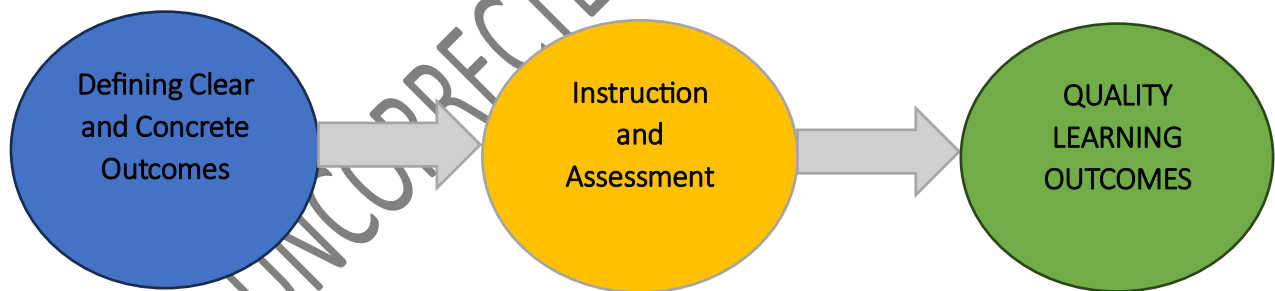 Defining Clear
and Concrete
Outcomes
Instruction
and
Assessment
QUALITY
LEARNING
OUTCOMES